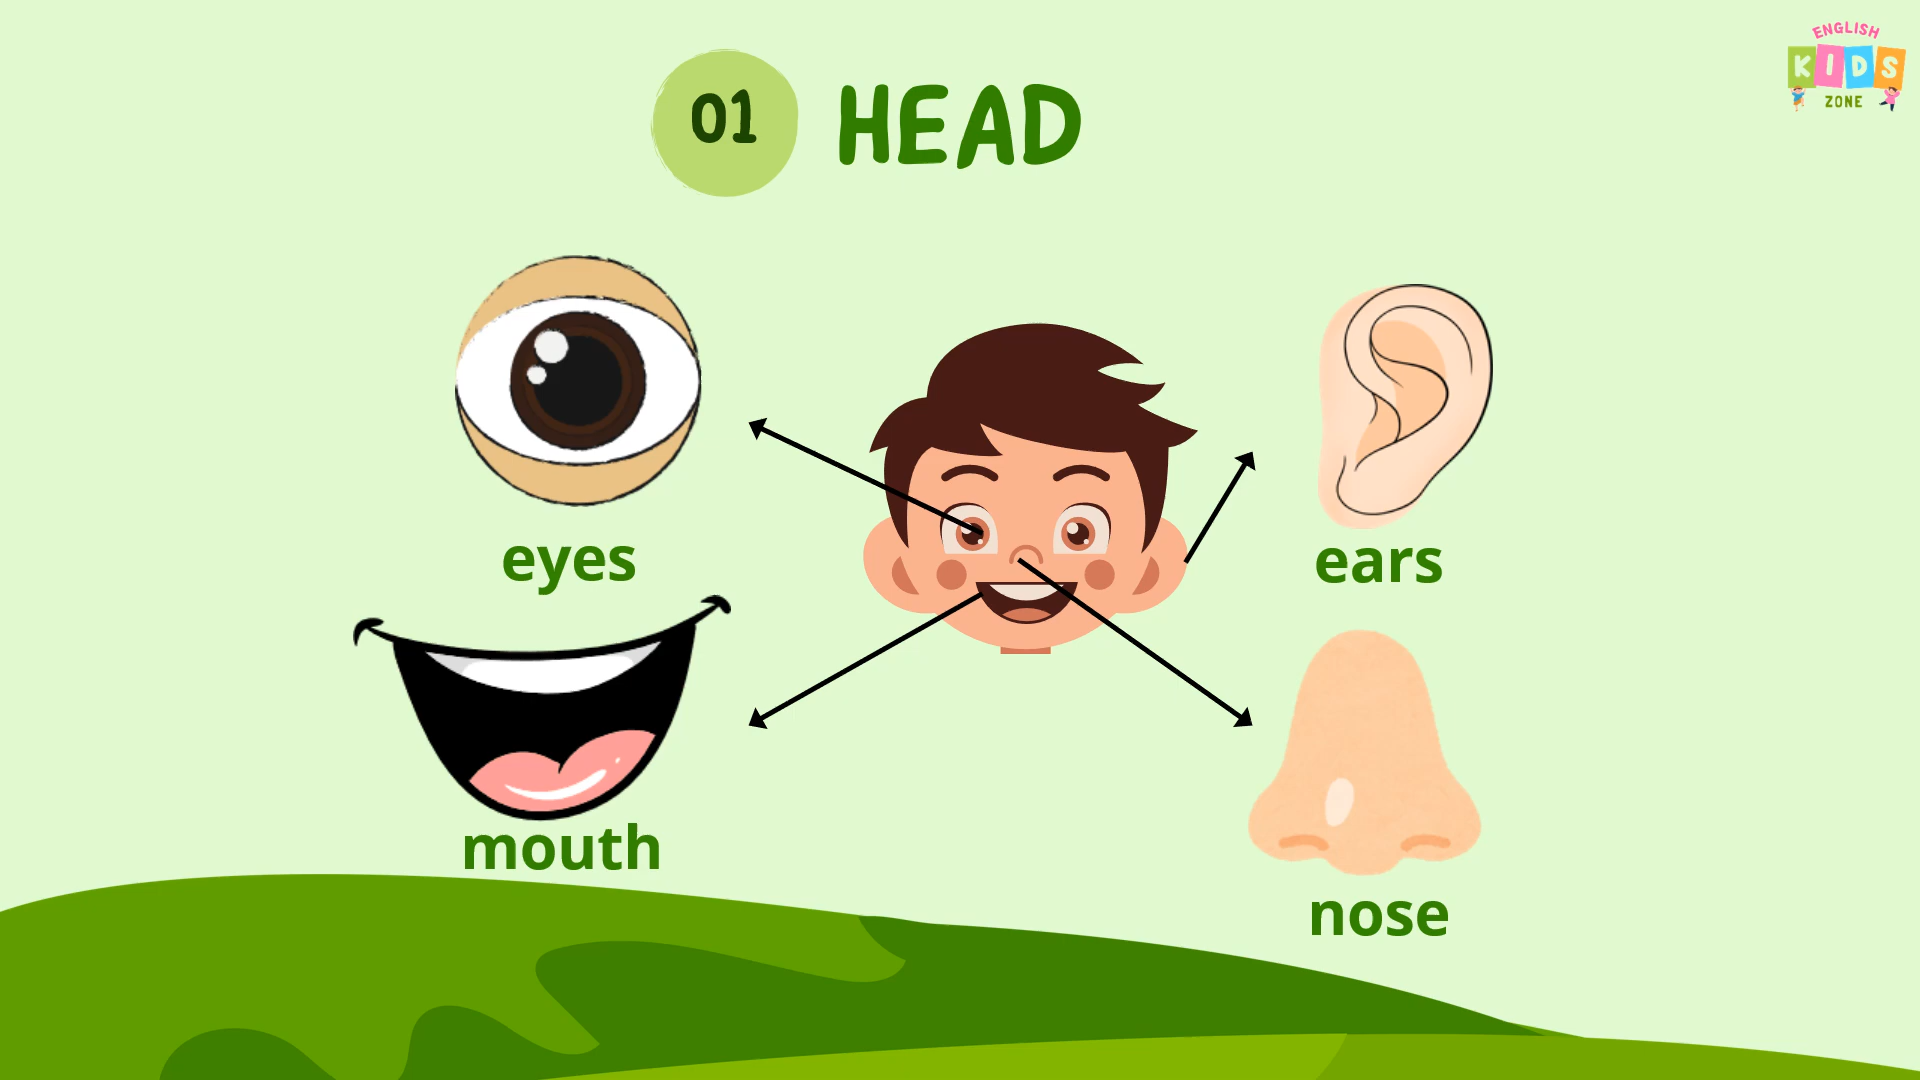 01 HEAD
ENGLISH
KIDS
ZONE
eyes
ears
mouth
nose